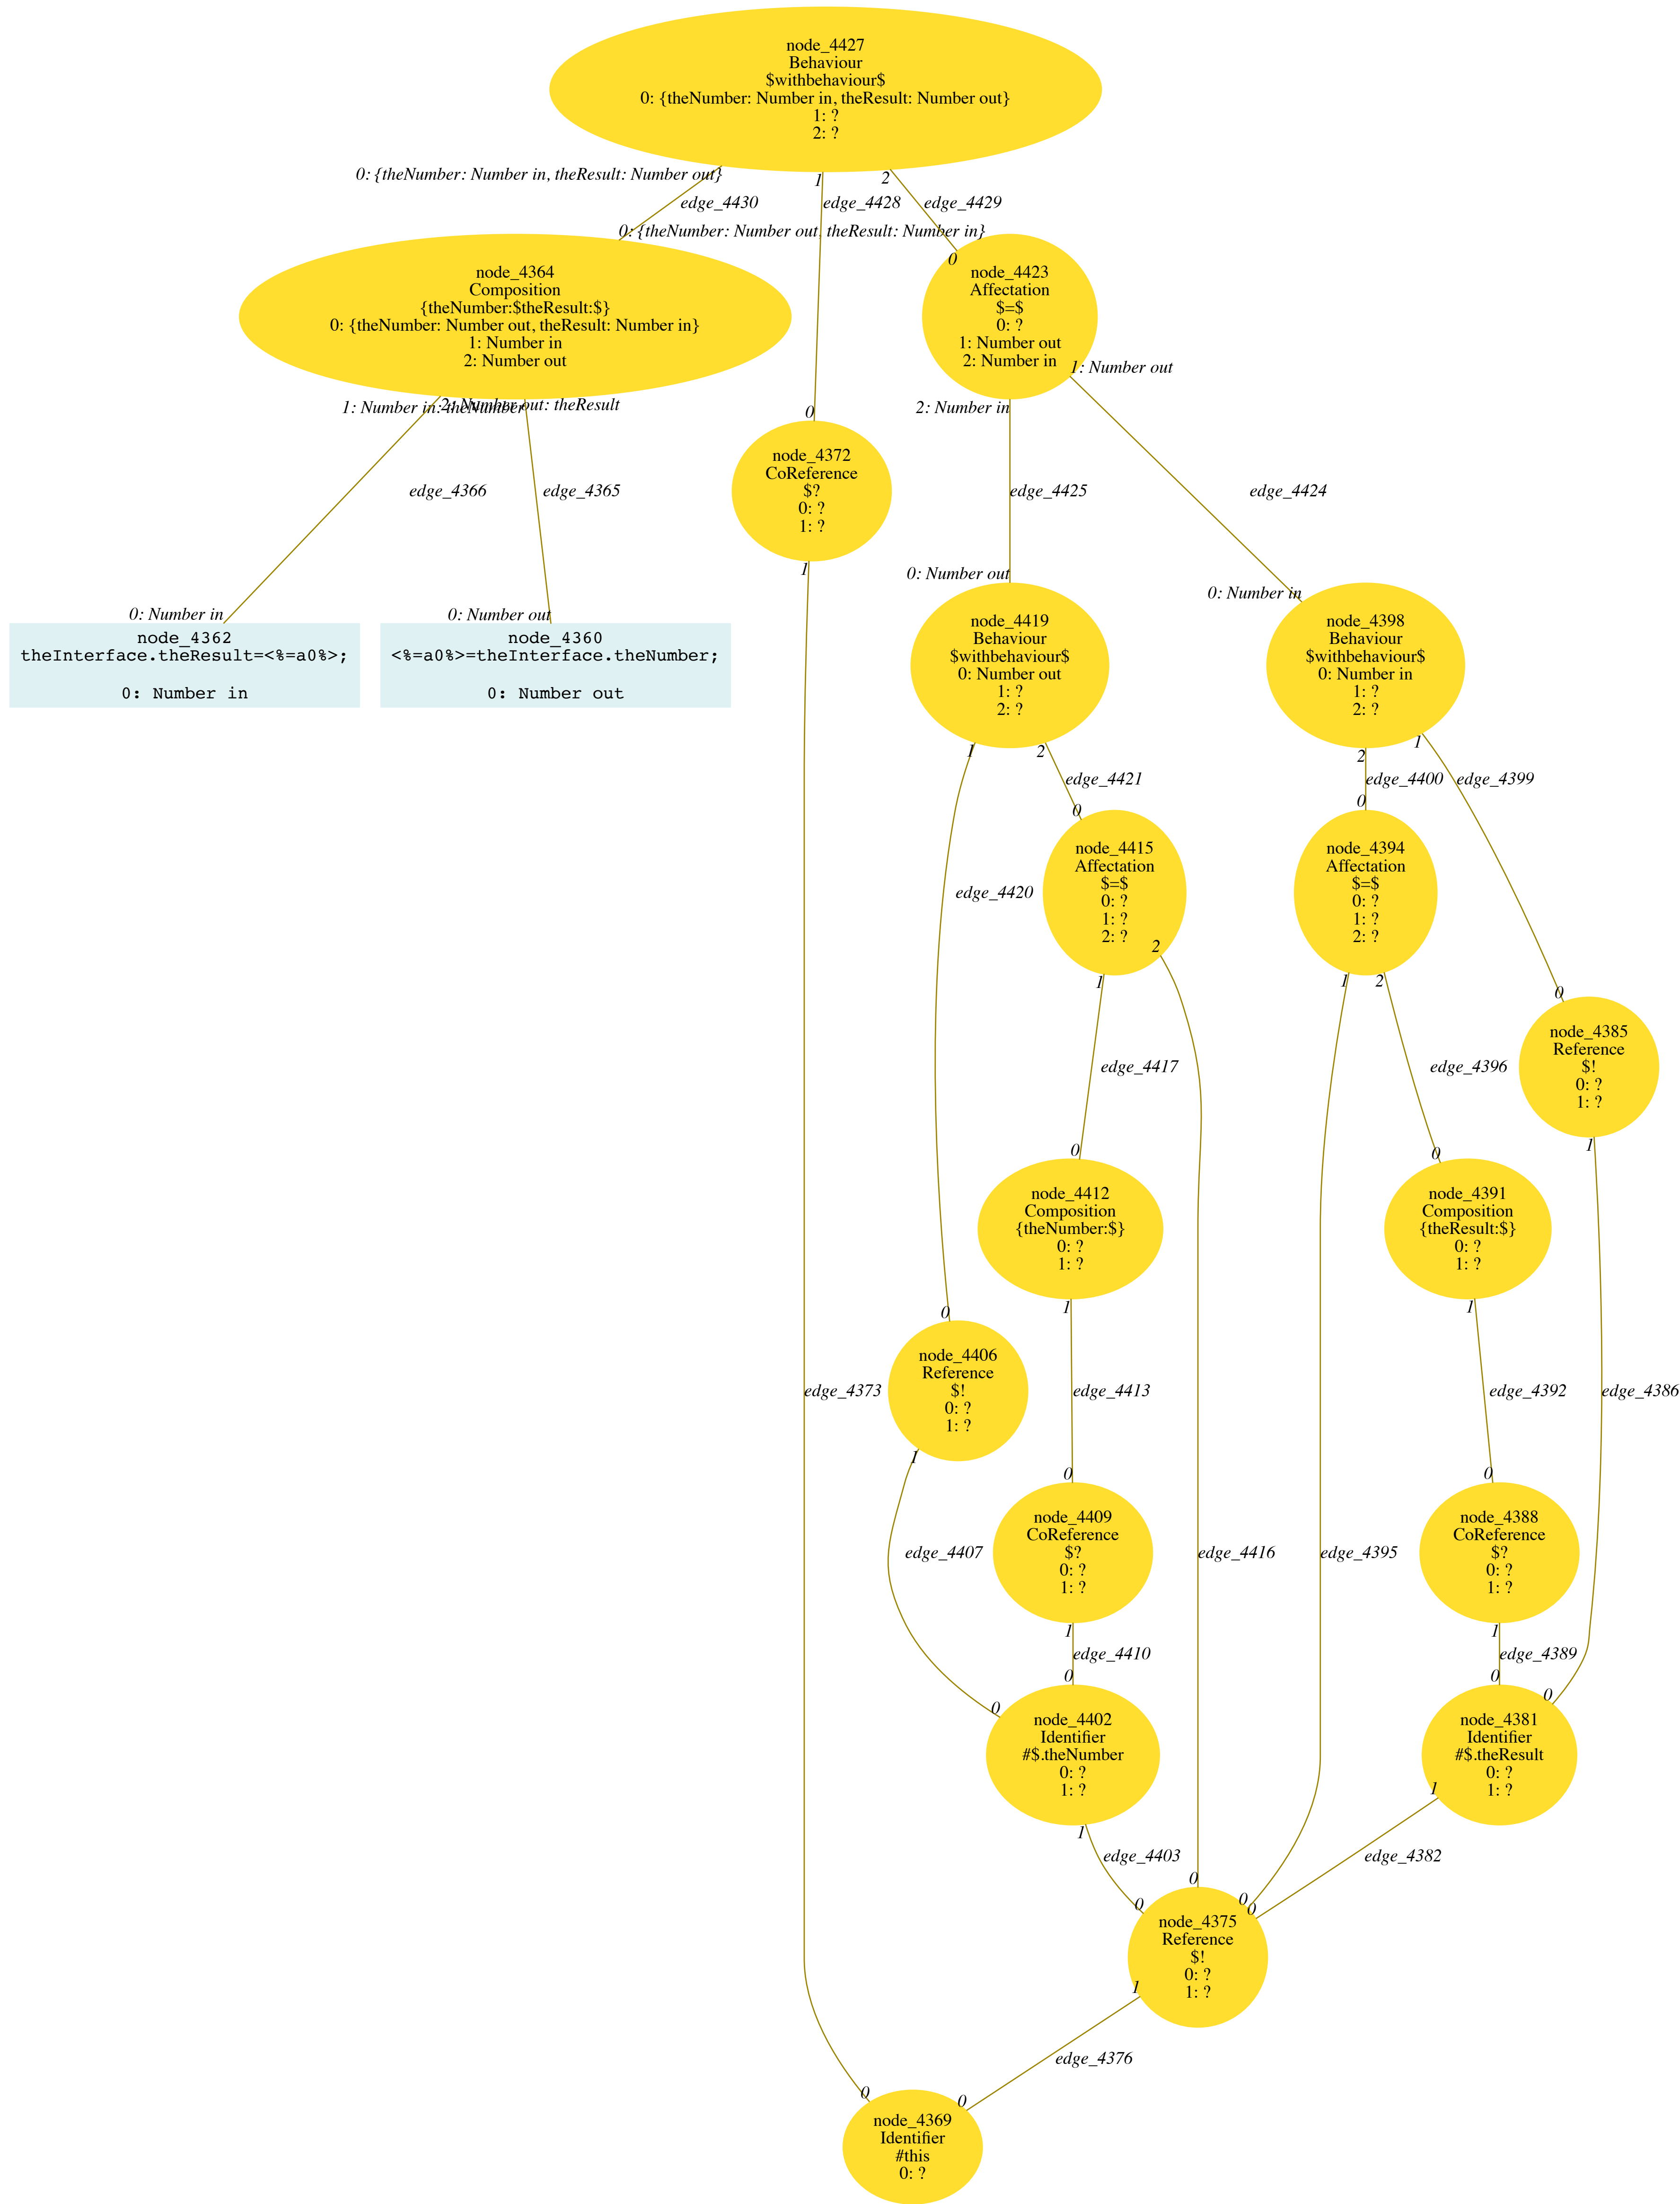 node_4427
Behaviour
$withbehaviour$
0: {theNumber: Number in, theResult: Number out}
1: ?
2: ?
0: {theNumber: Number in, theResult: Number out}
1
2
edge_4430
edge_4428
edge_4429
0: {theNumber: Number out, theResult: Number in}
0
node_4364
Composition
{theNumber:$theResult:$}
0: {theNumber: Number out, theResult: Number in}
1: Number in
2: Number out
node_4423
Affectation
$=$
0: ?
1: Number out
2: Number in
1: Number out
1: Number in: theNumber
2: Number out: theResult
2: Number in
0
node_4372
CoReference
$?
0: ?
1: ?
1
edge_4366
edge_4365
edge_4425
edge_4424
0: Number in
0: Number out
0: Number out
0: Number in
node_4362
theInterface.theResult=<%=a0%>;
0: Number in
node_4360
<%=a0%>=theInterface.theNumber;
0: Number out
node_4419
Behaviour
$withbehaviour$
0: Number out
1: ?
2: ?
node_4398
Behaviour
$withbehaviour$
0: Number in
1: ?
2: ?
1
2
2
1
edge_4421
edge_4400
edge_4399
0
0
node_4415
Affectation
$=$
0: ?
1: ?
2: ?
node_4394
Affectation
$=$
0: ?
1: ?
2: ?
edge_4420
2
1
1
2
0
node_4385
Reference
$!
0: ?
1: ?
1
edge_4417
edge_4396
0
0
node_4412
Composition
{theNumber:$}
0: ?
1: ?
node_4391
Composition
{theResult:$}
0: ?
1: ?
1
1
0
node_4406
Reference
$!
0: ?
1: ?
1
edge_4373
edge_4413
edge_4392
edge_4386
0
0
node_4409
CoReference
$?
0: ?
1: ?
node_4388
CoReference
$?
0: ?
1: ?
edge_4407
edge_4416
edge_4395
1
1
edge_4410
edge_4389
0
0
0
0
node_4402
Identifier
#$.theNumber
0: ?
1: ?
node_4381
Identifier
#$.theResult
0: ?
1: ?
1
1
edge_4403
edge_4382
0
0
0
0
node_4375
Reference
$!
0: ?
1: ?
1
edge_4376
0
0
node_4369
Identifier
#this
0: ?